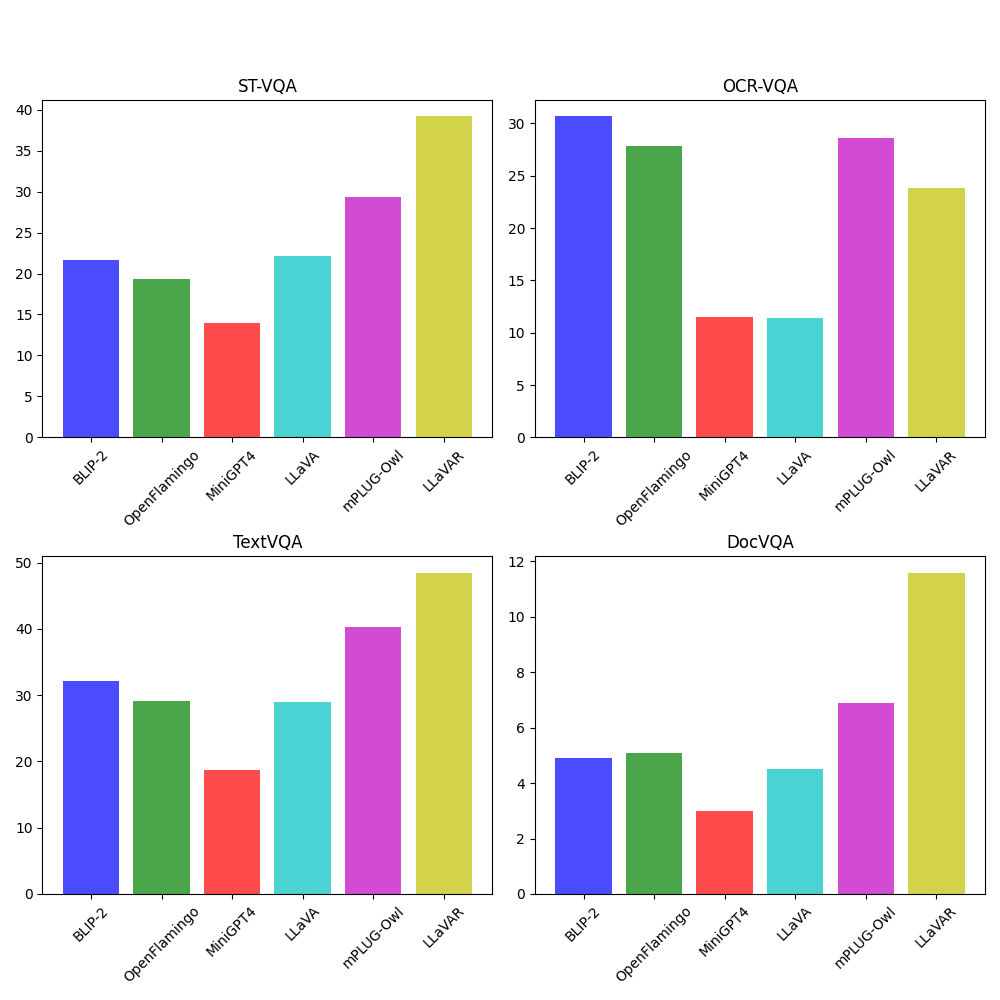 ST-VQA
40
35
30
25
20
15
10
5
0
BLIP-2
OpenFlamingo
MiniGPT4
LLaVA
mPLUG-Owl
LLaVAR
OCR-VQA
30
25
20
15
10
5
0
BLIP-2
OpenFlamingo
MiniGPT4
LLaVA
mPLUG-Owl
LLaVAR
TextVQA
50
40
30
20
10
0
BLIP-2
OpenFlamingo
MiniGPT4
LLaVA
mPLUG-Owl
LLaVAR
DocVQA
12
10
8
6
4
2
0
BLIP-2
OpenFlamingo
MiniGPT4
LLaVA
mPLUG-Owl
LLaVAR